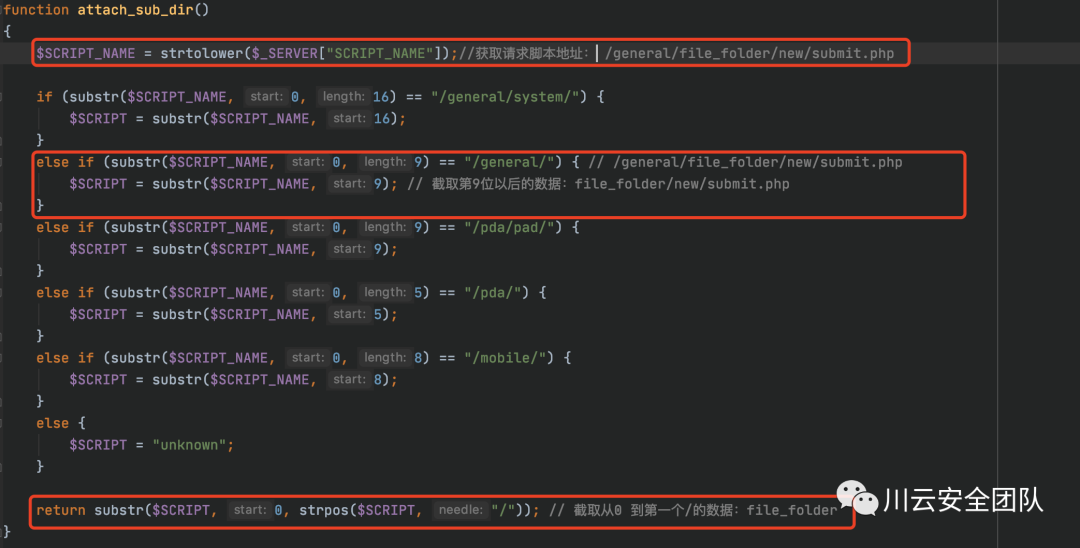 function attach_sub_dir()
{
$SCRIPT_NAME = strtolower($_SERVER["SCRIPT_NAME"]);//获取请求脚本地址: /general/file_folder/new/submit.php
if (substr($SCRIPT_NAME, start: 0, length: 16) == "/general/system/") {
$SCRIPT = substr($SCRIPT_NAME, start: 16);
}
else if (substr($SCRIPT_NAME, start: 0, length: 9) == "/general/") { // /general/file_folder/new/submit.php
$SCRIPT = substr($SCRIPT_NAME, start: 9); // 截取第9位以后的数据: file_folder/new/submit.php
}
else if (substr($SCRIPT_NAME, start: 0, length: 9) == "/pda/pad/") {
$SCRIPT = substr($SCRIPT_NAME, start: 9);
}
else if (substr($SCRIPT_NAME, start: 0, length: 5) == "/pda/") {
$SCRIPT = substr($SCRIPT_NAME, start: 5);
}
else if (substr($SCRIPT_NAME, start: 0, length: 8) == "/mobile/") {
$SCRIPT = substr($SCRIPT_NAME, start: 8);
}
else {
$SCRIPT = "unknown";
}
return substr($SCRIPT, start: 0, strpos($SCRIPT, needle: "/")); // 截取从0 到第一个/的数据: file_folder
}
川云安全团队